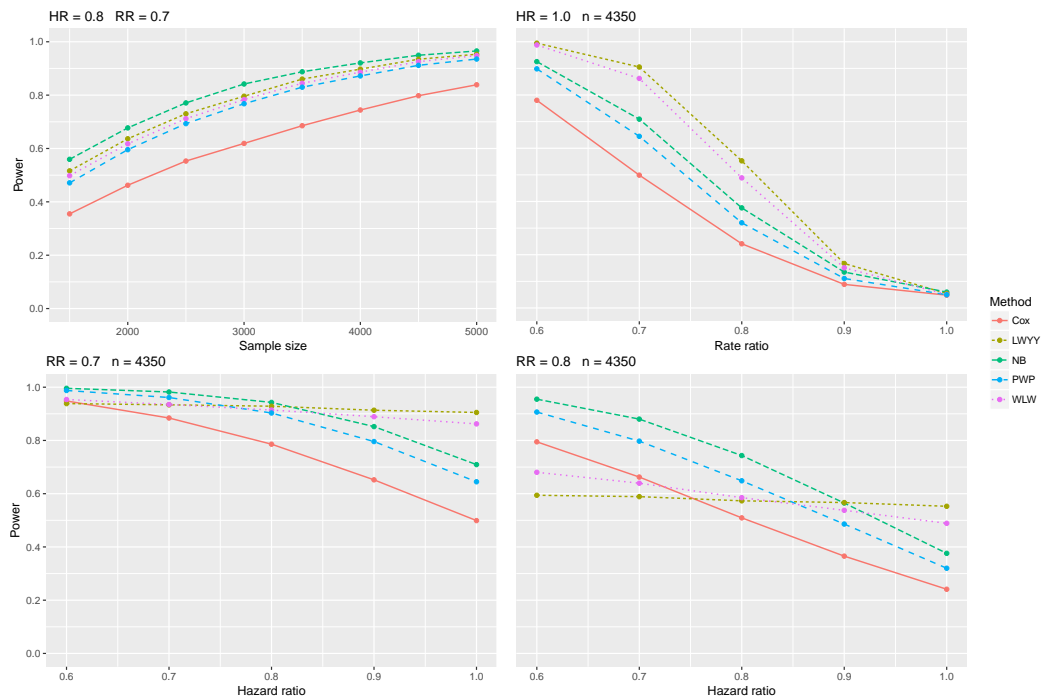 HR = 0.8 RR = 0.7
HR = 1.0 n = 4350
1.0
0.8
0.6
0.4
0.2
0.0
Power
2000
3000
4000
5000
Sample size
0.6
0.7
0.8
0.9
1.0
Rate ratio
Method
Cox
LWYY
NB
PWP
WLW
RR = 0.7 n = 4350
RR = 0.8 n = 4350
1.0
0.8
0.6
0.4
0.2
0.0
Power
0.6
0.7
0.8
0.9
1.0
Hazard ratio
0.6
0.7
0.8
0.9
1.0
Hazard ratio